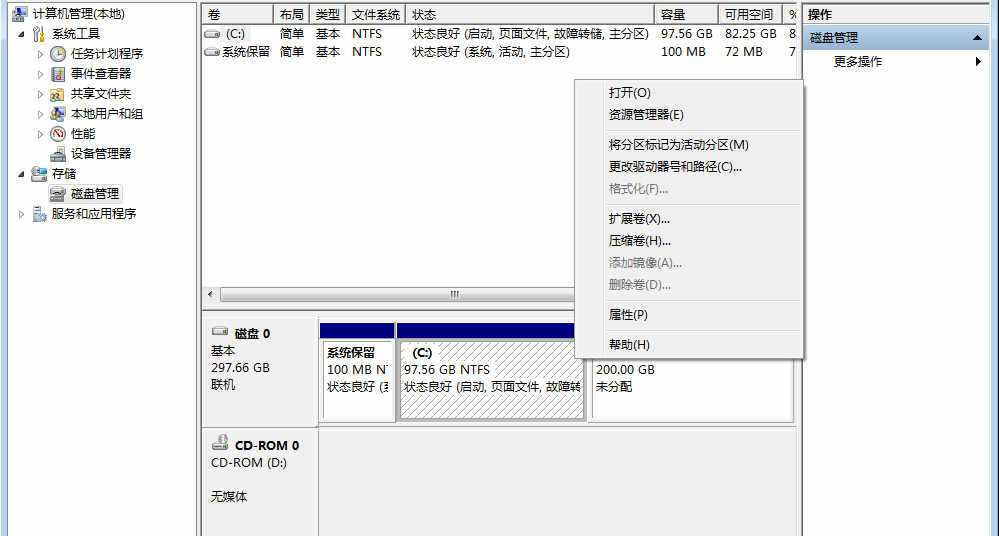 计算机管理(本地)
系统工具
任务计划程序
事件查看器
共享文件夹
本地用户和组
性能
设备管理器
存储
磁盘管理
服务和应用程序
卷 布局 类型 文件系统 状态 容量 可用空间 %
(C:) 简单 基本 NTFS 状态良好 (启动, 页面文件, 故障转储, 主分区) 97.56 GB 82.25 GB 8
系统保留 简单 基本 NTFS 状态良好 (系统, 活动, 主分区) 100 MB 72 MB 7
打开(O)
资源管理器(E)
将分区标记为活动分区(M)
更改驱动器号和路径(C)...
格式化(F)...
扩展卷(X)...
压缩卷(H)...
添加镜像(A)...
删除卷(D)...
属性(P)
帮助(H)
磁盘 0
基本
297.66 GB
联机
系统保留
100 MB NT
状态良好 (系
(C:)
97.56 GB NTFS
状态良好 (启动, 页面文件, 故障转
200.00 GB
未分配
CD-ROM 0
CD-ROM (D:)
无媒体
操作
磁盘管理
更多操作